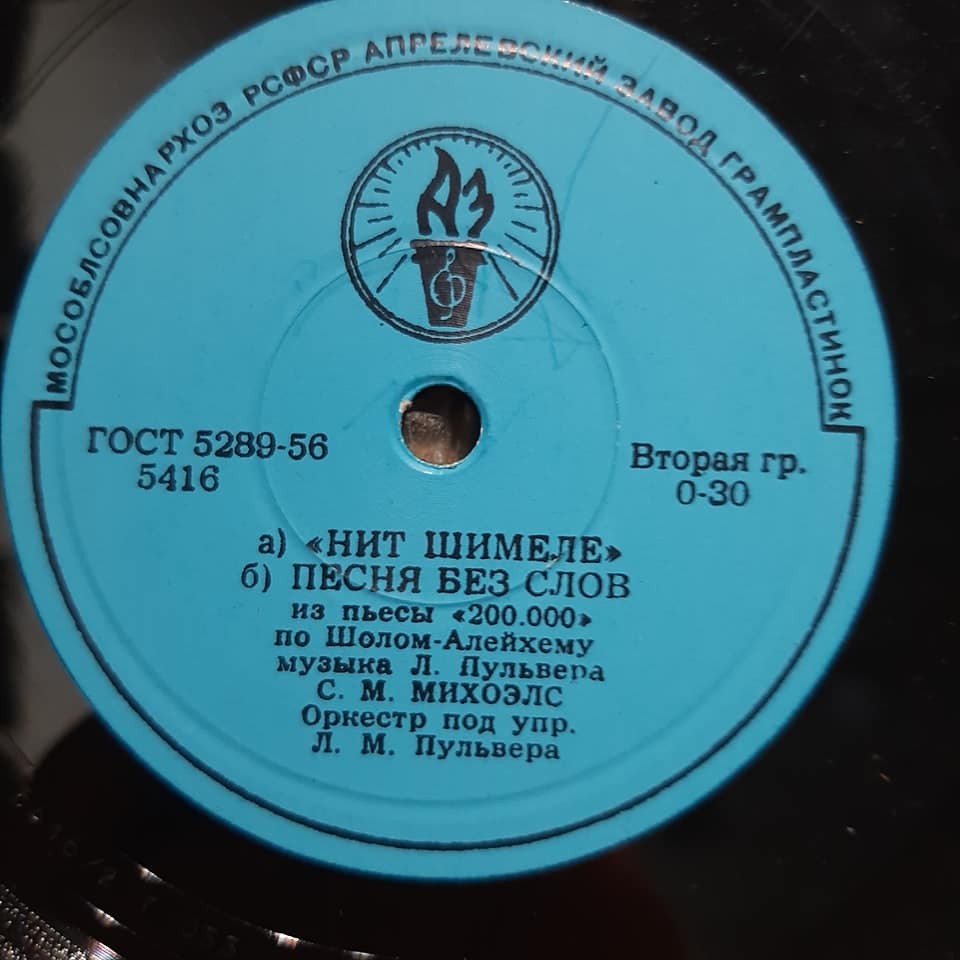 МОСОБЛСОВНАРХОЗ РСФСР АПРЕЛЕВСКИЙ ЗАВОД ГРАМПЛАСТИНОК
АЗ
ГОСТ 5289-56
5416
Вторая гр.
0-30
а) «НИТ ШИМЕЛЕ»
б) ПЕСНЯ БЕЗ СЛОВ
из пьесы «200.000»
по Шолом-Алейхему
музыка Л. Пульвера
С. М. МИХОЭЛС
Оркестр под упр.
Л. М. Пульвера